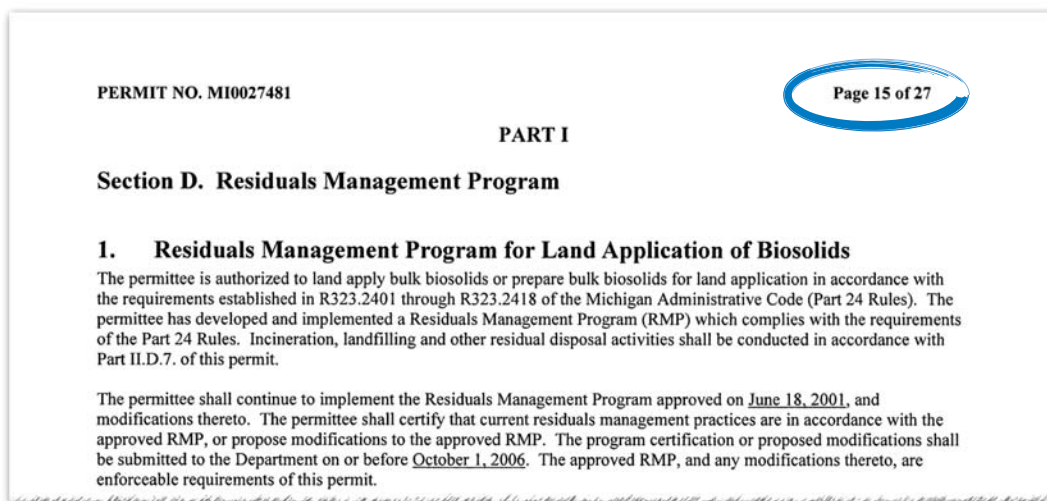 PERMIT NO. MI0027481
Page 15 of 27
PART I
Section D. Residuals Management Program
1. Residuals Management Program for Land Application of Biosolids
The permittee is authorized to land apply bulk biosolids or prepare bulk biosolids for land application in accordance with
the requirements established in R323.2401 through R323.2418 of the Michigan Administrative Code (Part 24 Rules). The
permittee has developed and implemented a Residuals Management Program (RMP) which complies with the requirements
of the Part 24 Rules. Incineration, landfilling and other residual disposal activities shall be conducted in accordance with
Part II.D.7. of this permit.
The permittee shall continue to implement the Residuals Management Program approved on June 18, 2001, and
modifications thereto. The permittee shall certify that current residuals management practices are in accordance with the
approved RMP, or propose modifications to the approved RMP. The program certification or proposed modifications shall
be submitted to the Department on or before October 1, 2006. The approved RMP, and any modifications thereto, are
enforceable requirements of this permit.